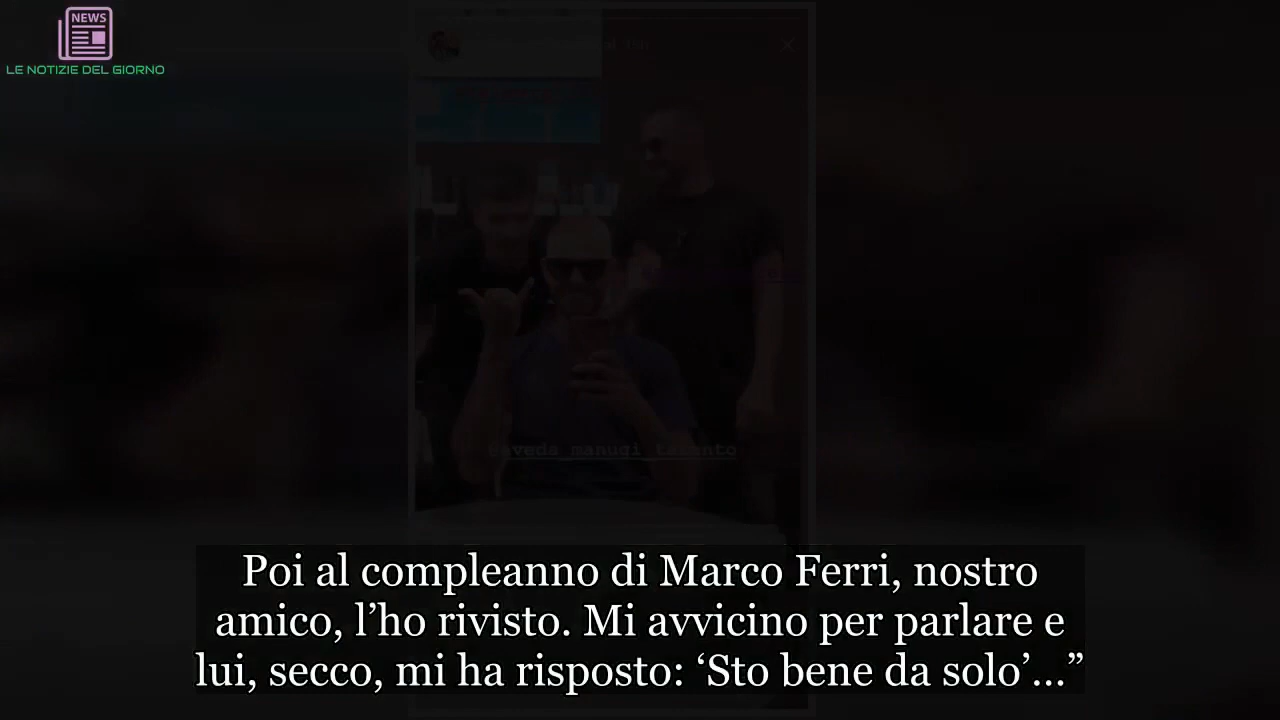 NEWS
LE NOTIZIE DEL GIORNO
Poi al compleanno di Marco Ferri, nostro
amico, l’ho rivisto. Mi avvicino per parlare e
lui, secco, mi ha risposto: ‘Sto bene da solo’...”